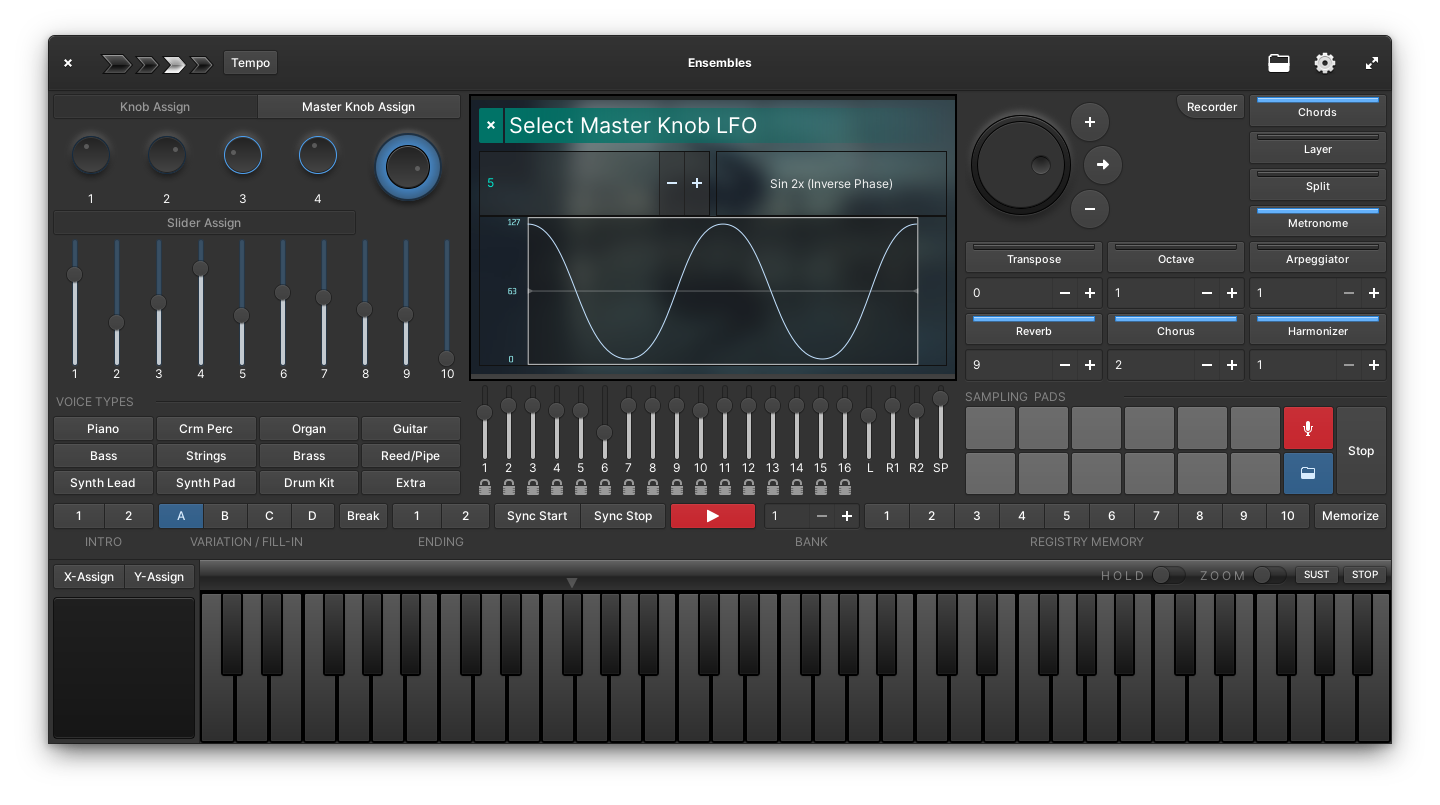 × Tempo Ensembles
Knob Assign Master Knob Assign
1 2 3 4
Slider Assign
1 2 3 4 5 6 7 8 9 10
VOICE TYPES
Piano Crm Perc Organ Guitar
Bass Strings Brass Reed/Pipe
Synth Lead Synth Pad Drum Kit Extra
× Select Master Knob LFO
5 − + Sin 2x (Inverse Phase)
127
63
0
1 2 3 4 5 6 7 8 9 10 11 12 13 14 15 16 L R1 R2 SP
+
−
Recorder Chords
Layer
Split
Metronome
Transpose Octave Arpeggiator
0 − + 1 − + 1 − +
Reverb Chorus Harmonizer
9 − + 2 − + 1 − +
SAMPLING PADS
Stop
1 2 A B C D Break 1 2 Sync Start Sync Stop 1 − + 1 2 3 4 5 6 7 8 9 10 Memorize
INTRO VARIATION / FILL-IN ENDING BANK REGISTRY MEMORY
X-Assign Y-Assign HOLD ZOOM SUST STOP